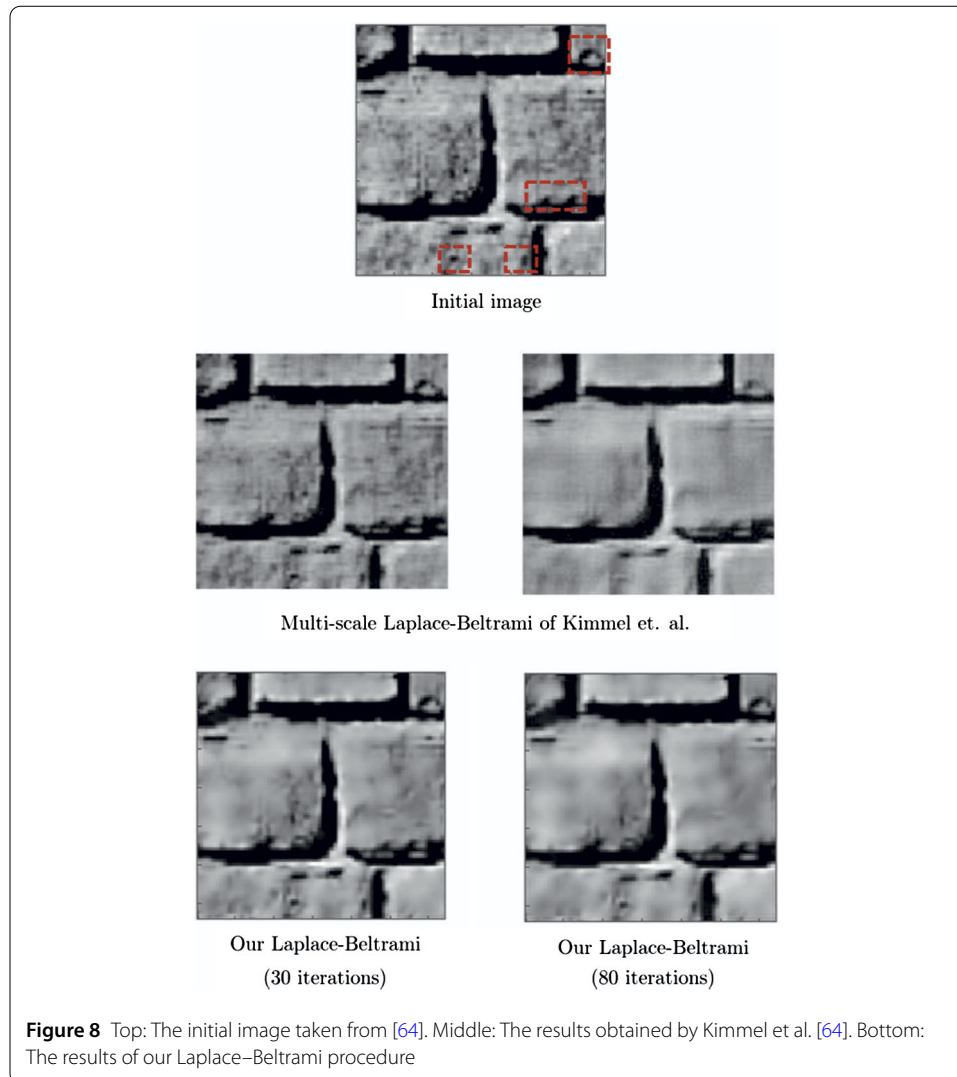 Initial image
Multi-scale Laplace-Beltrami of Kimmel et. al.
Our Laplace-Beltrami
(30 iterations)
Our Laplace-Beltrami
(80 iterations)
Figure 8 Top: The initial image taken from [64]. Middle: The results obtained by Kimmel et al. [64]. Bottom:
The results of our Laplace–Beltrami procedure